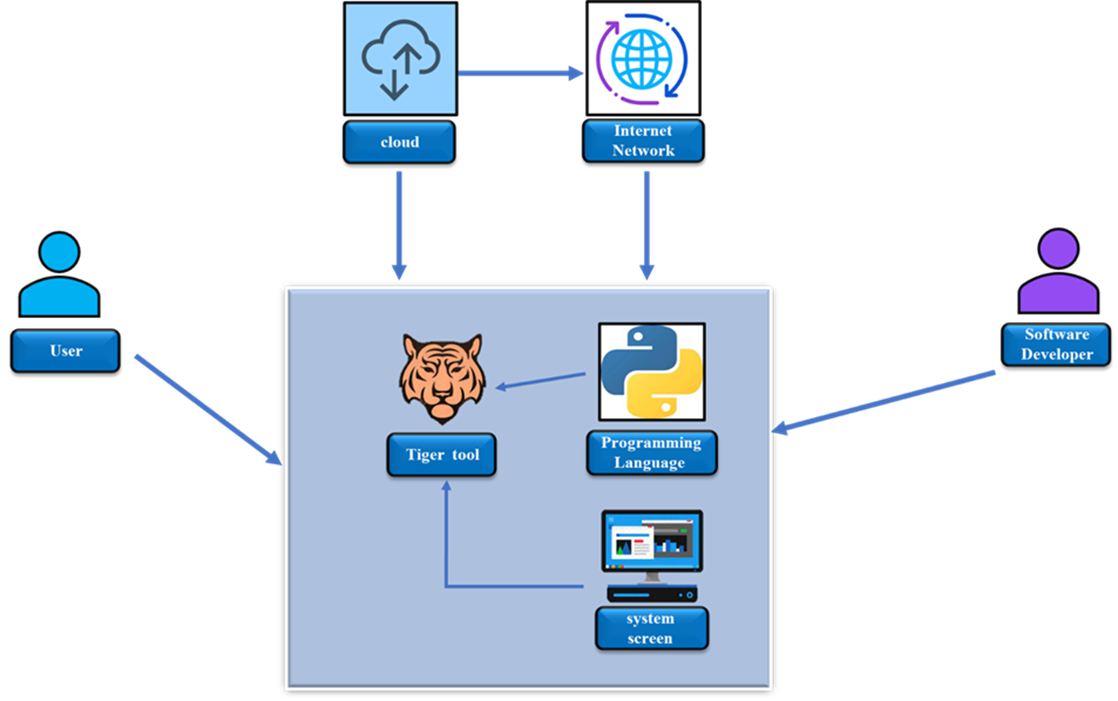 cloud
Internet
Network
User
Software
Developer
Tiger tool
Programming
Language
system
screen